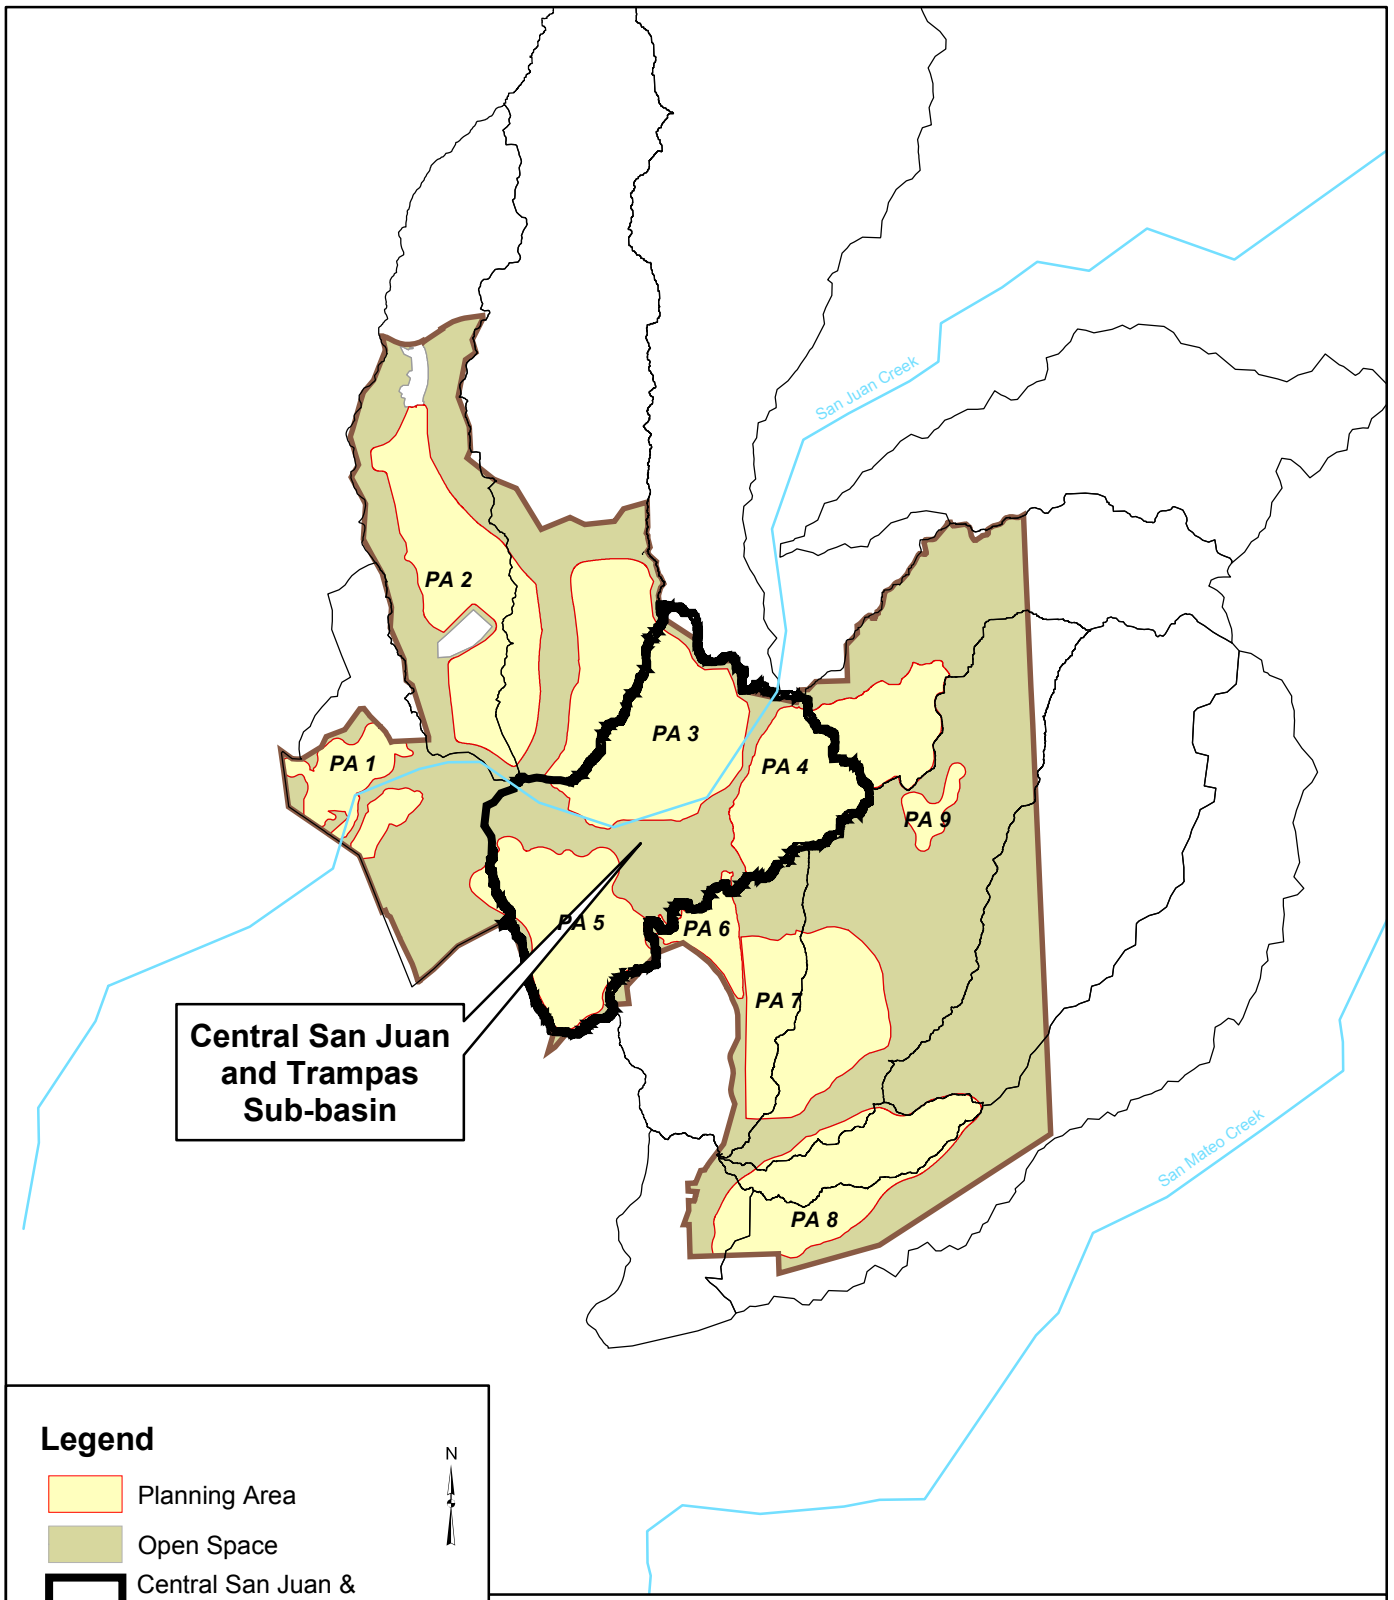 San Juan Creek
PA 2
PA 3
PA 1
PA 4
PA 9
PA 5
PA 6
PA 7
Central San Juan
and Trampas
Sub-basin
San Mateo Creek
PA 8
Legend
N
Planning Area
Open Space
Central San Juan &